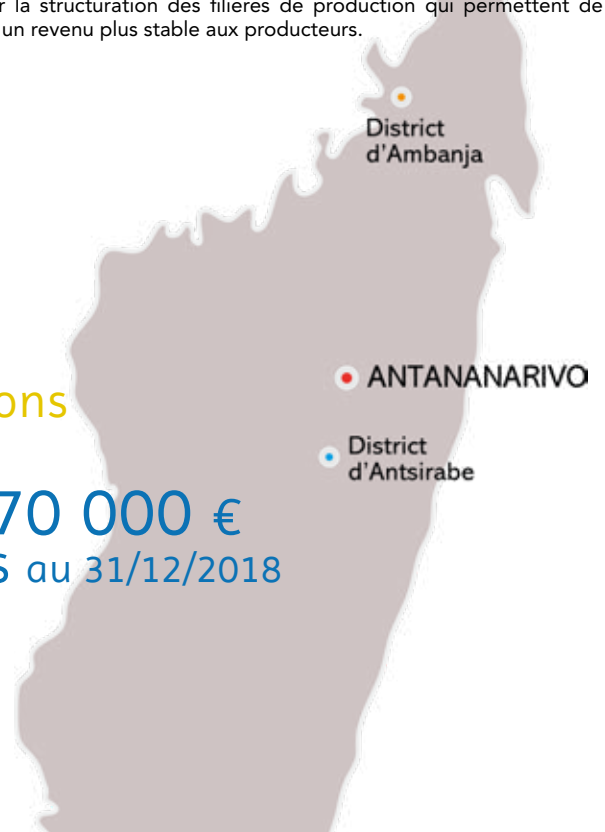 la structuration des filières de production qui permettent de
un revenu plus stable aux producteurs.
District
d'Ambanja
ANTANANARIVO
District
d'Antsirabe
70 000 €
au 31/12/2018